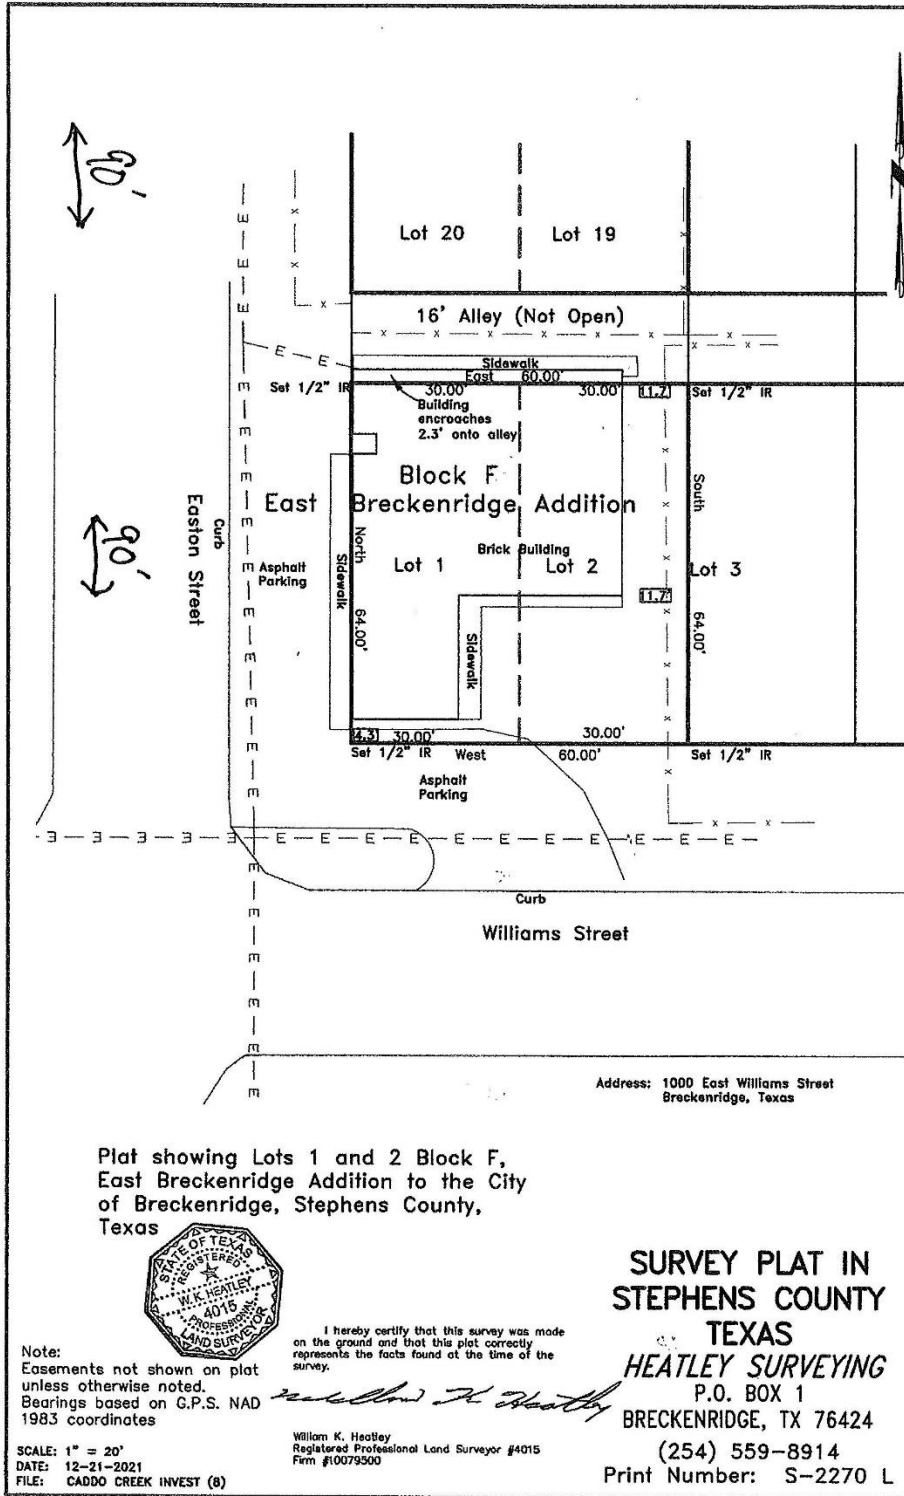 90'
Lot 20
Lot 19
16' Alley (Not Open)
Sidewalk
East 60.00'
Set 1/2" IR
30.00'
30.00'
11.7'
Set 1/2" IR
Building
encroaches
2.3' onto alley
Block F
East Breckenridge Addition
90'
Easton Street
Curb
Asphalt
Parking
Sidewalk
North 64.00'
Lot 1
Brick Building
Lot 2
11.7'
South 64.00'
Lot 3
Sidewalk
4.3'
30.00'
30.00'
Set 1/2" IR
West 60.00'
Set 1/2" IR
Asphalt
Parking
Curb
Williams Street
Address: 1000 East Williams Street
Breckenridge, Texas
Plat showing Lots 1 and 2 Block F,
East Breckenridge Addition to the City
of Breckenridge, Stephens County,
Texas
STATE OF TEXAS
REGISTERED
W. K. HEATLEY
4015
PROFESSIONAL
LAND SURVEYOR
I hereby certify that this survey was made
on the ground and that this plat correctly
represents the facts found at the time of the
survey.
William K. Heatley
William K. Heatley
Registered Professional Land Surveyor #4015
Firm #10079500
Note:
Easements not shown on plat
unless otherwise noted.
Bearings based on G.P.S. NAD
1983 coordinates
SCALE: 1" = 20'
DATE: 12-21-2021
FILE: CADDO CREEK INVEST (8)
SURVEY PLAT IN
STEPHENS COUNTY
TEXAS
HEATLEY SURVEYING
P.O. BOX 1
BRECKENRIDGE, TX 76424
(254) 559-8914
Print Number: S-2270 L